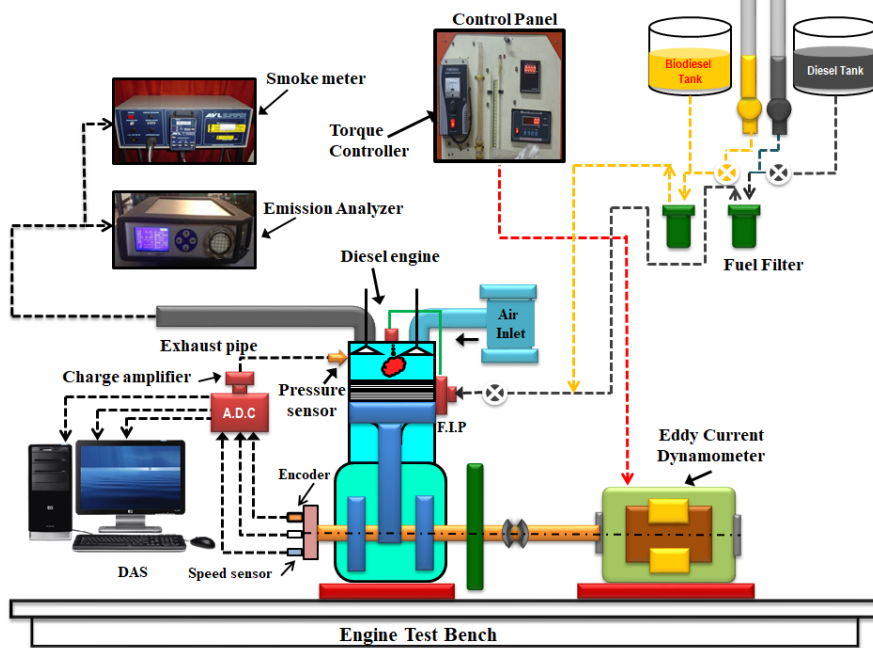 Control Panel
Smoke meter
Biodiesel
Tank
Diesel Tank
AVL
Torque
Controller
Emission Analyzer
Fuel Filter
Diesel engine
Air
Inlet
Exhaust pipe
Charge amplifier
Pressure
sensor
A.D.C
F.I.P
Eddy Current
Dynamometer
Encoder
DAS
Speed sensor
Engine Test Bench